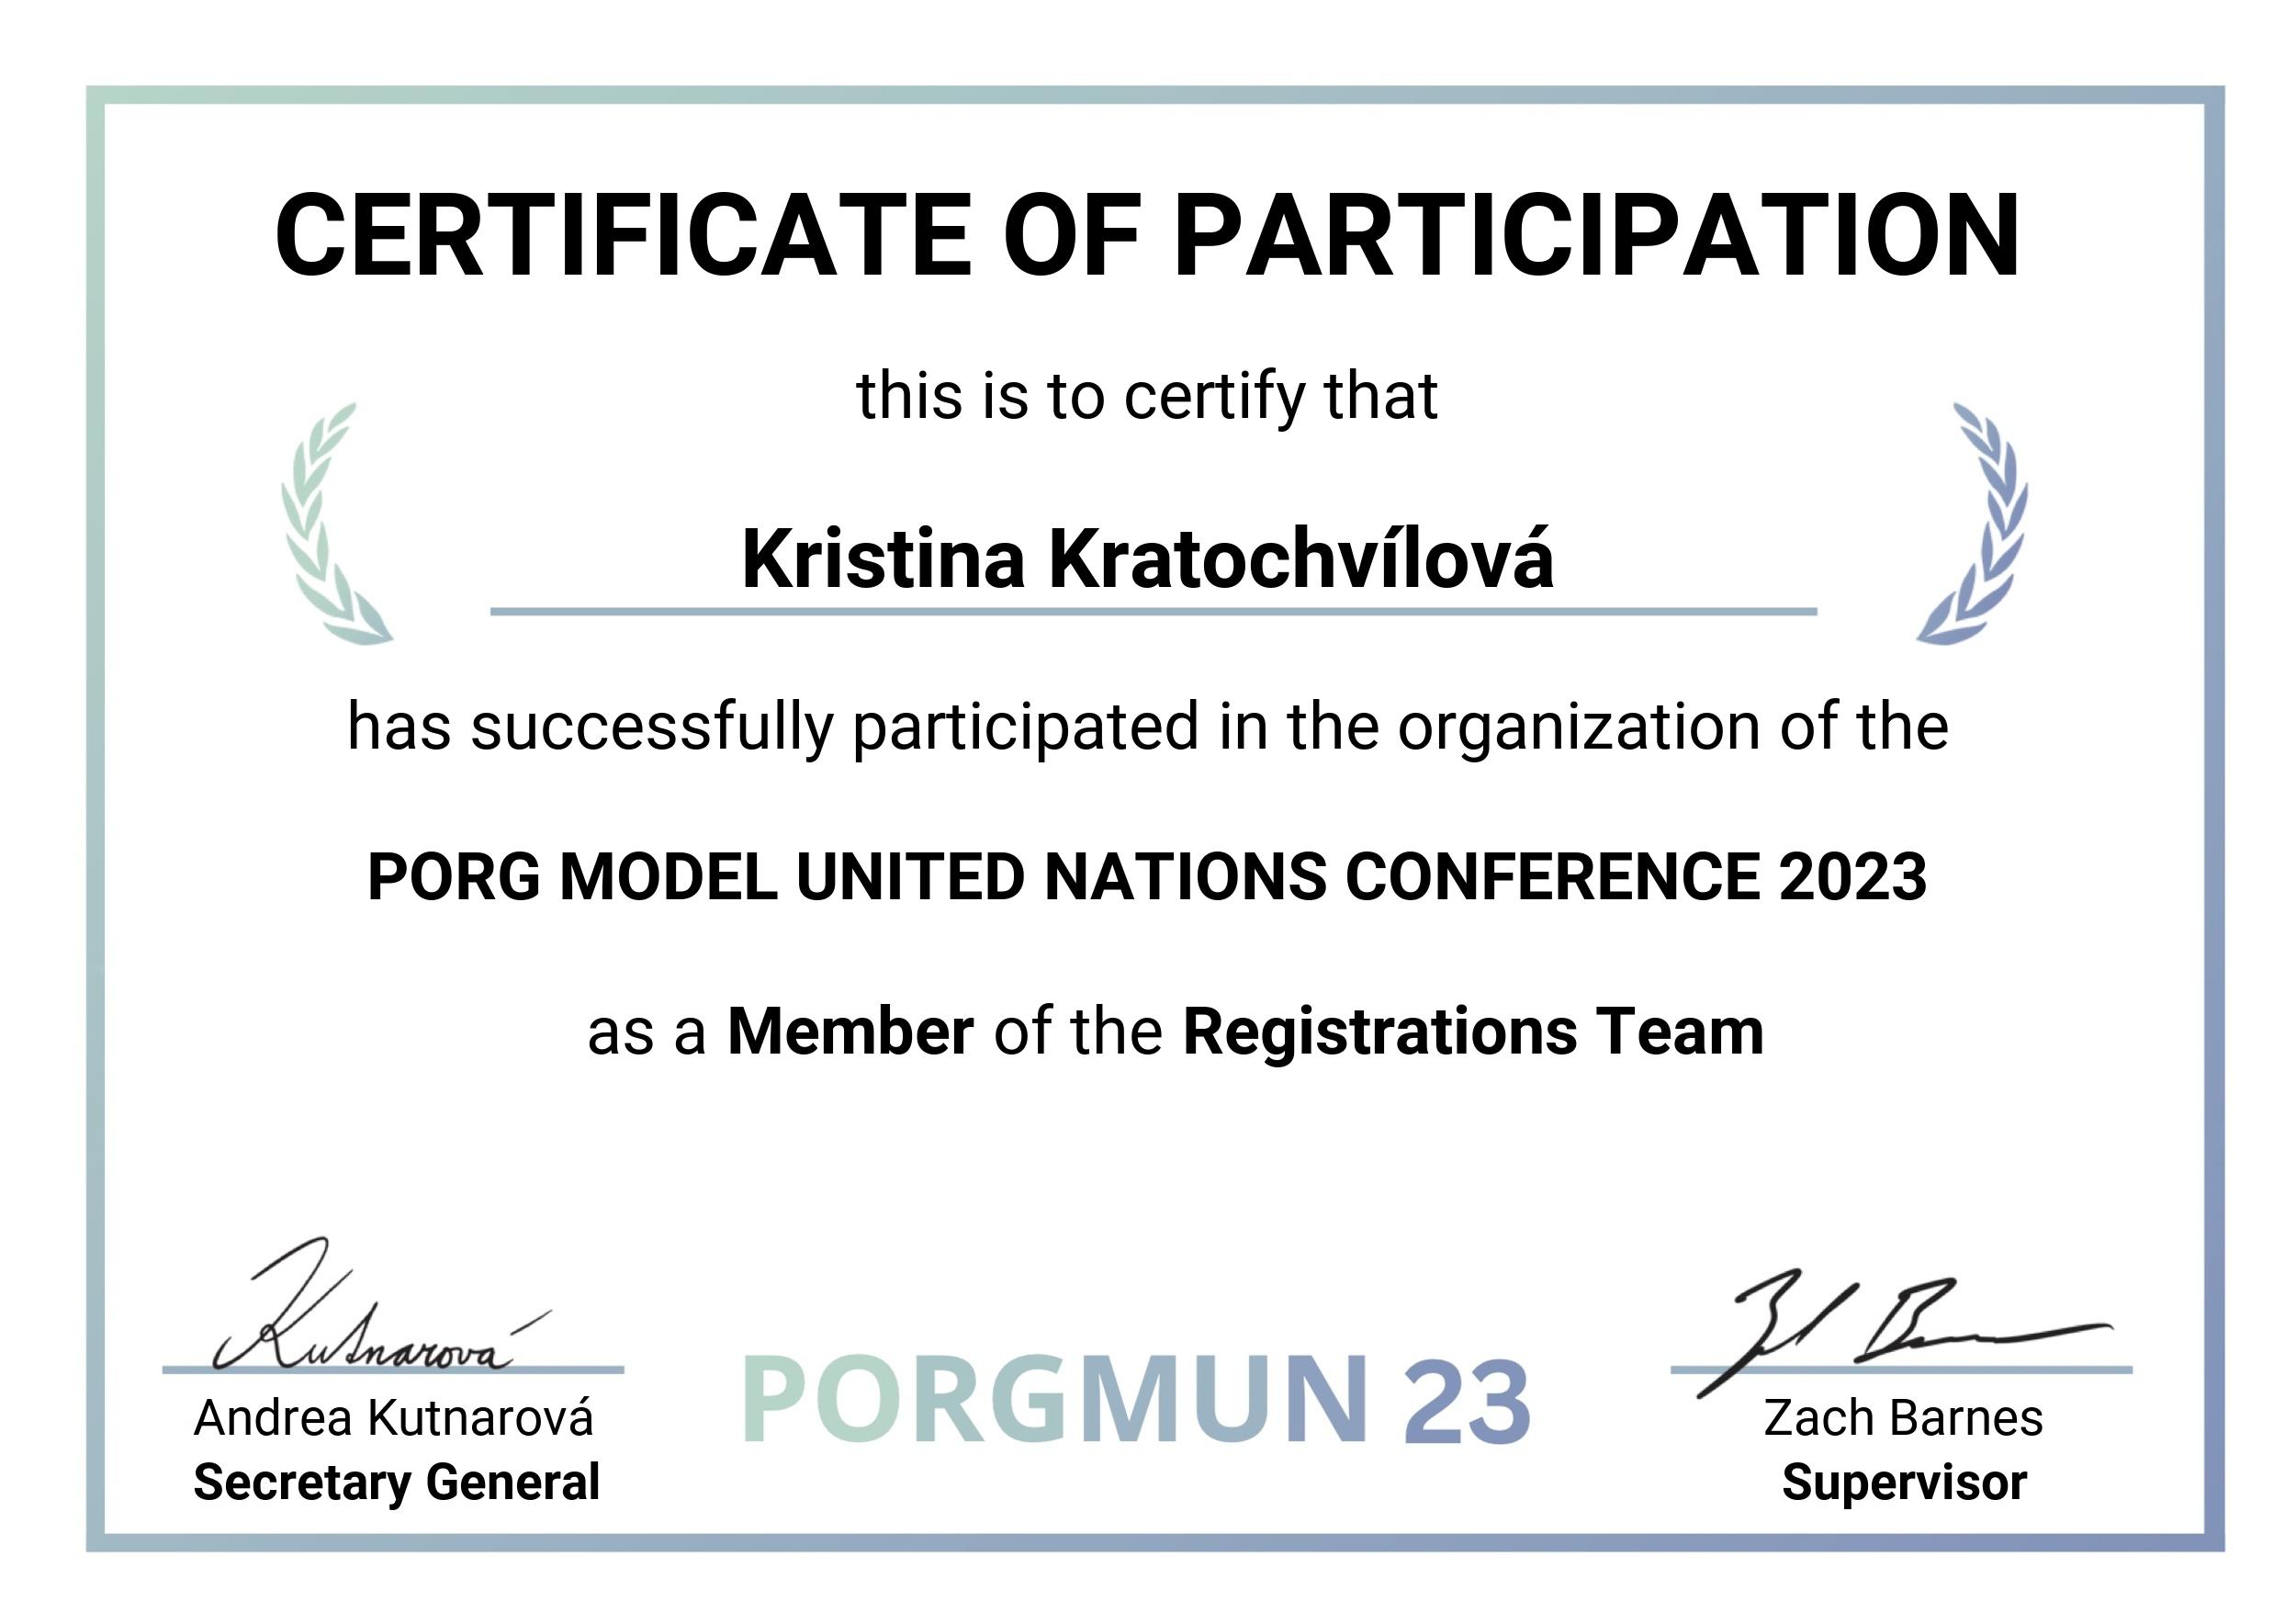 CERTIFICATE OF PARTICIPATION
this is to certify that
Kristina Kratochvílová
has successfully participated in the organization of the
PORG MODEL UNITED NATIONS CONFERENCE 2023
as a Member of the Registrations Team
Kutnarová
Andrea Kutnarová
Secretary General
PORGMUN 23
Zach Barnes
Supervisor